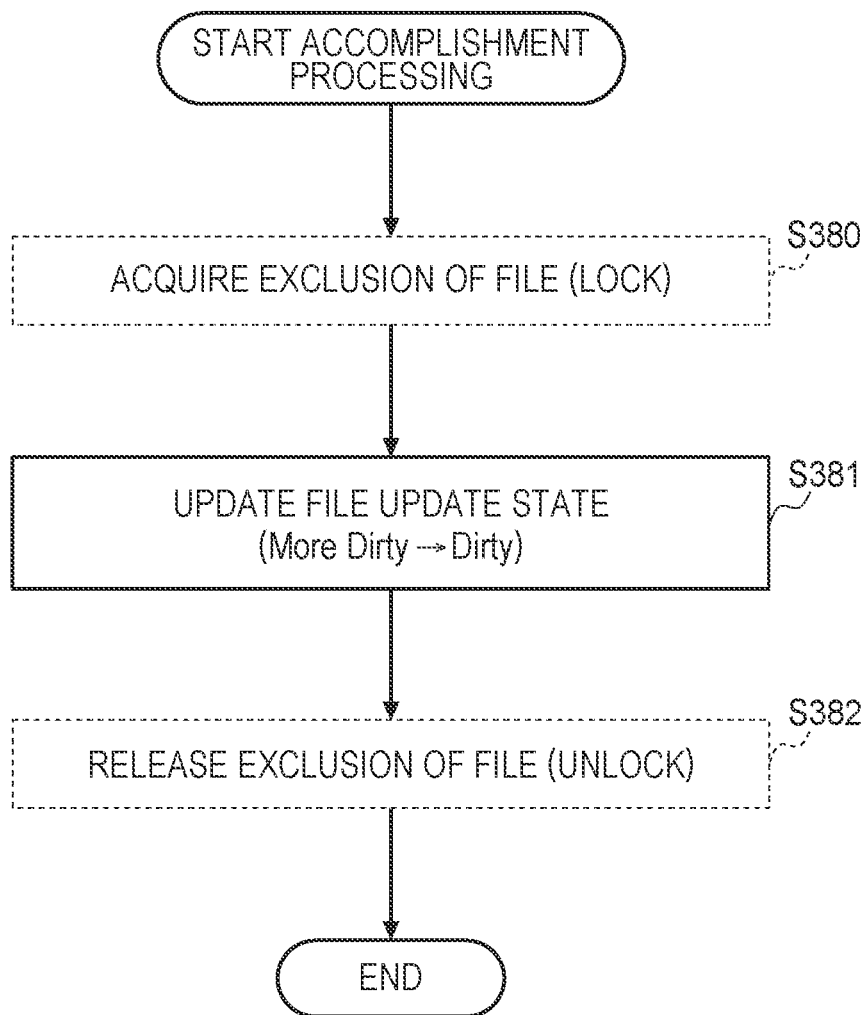 START ACCOMPLISHMENT
PROCESSING
S380
ACQUIRE EXCLUSION OF FILE (LOCK)
S381
UPDATE FILE UPDATE STATE
(More Dirty → Dirty)
S382
RELEASE EXCLUSION OF FILE (UNLOCK)
END